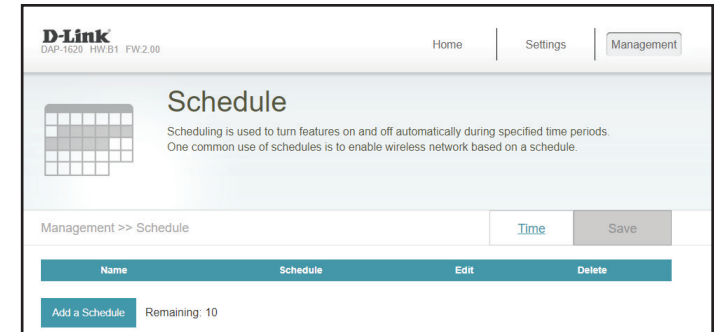 D-Link
DAP-1620 HW:B1 FW:2.00
Home Settings Management
Schedule
Scheduling is used to turn features on and off automatically during specified time periods.
One common use of schedules is to enable wireless network based on a schedule.
Management >> Schedule Time Save
Name Schedule Edit Delete
Add a Schedule Remaining: 10